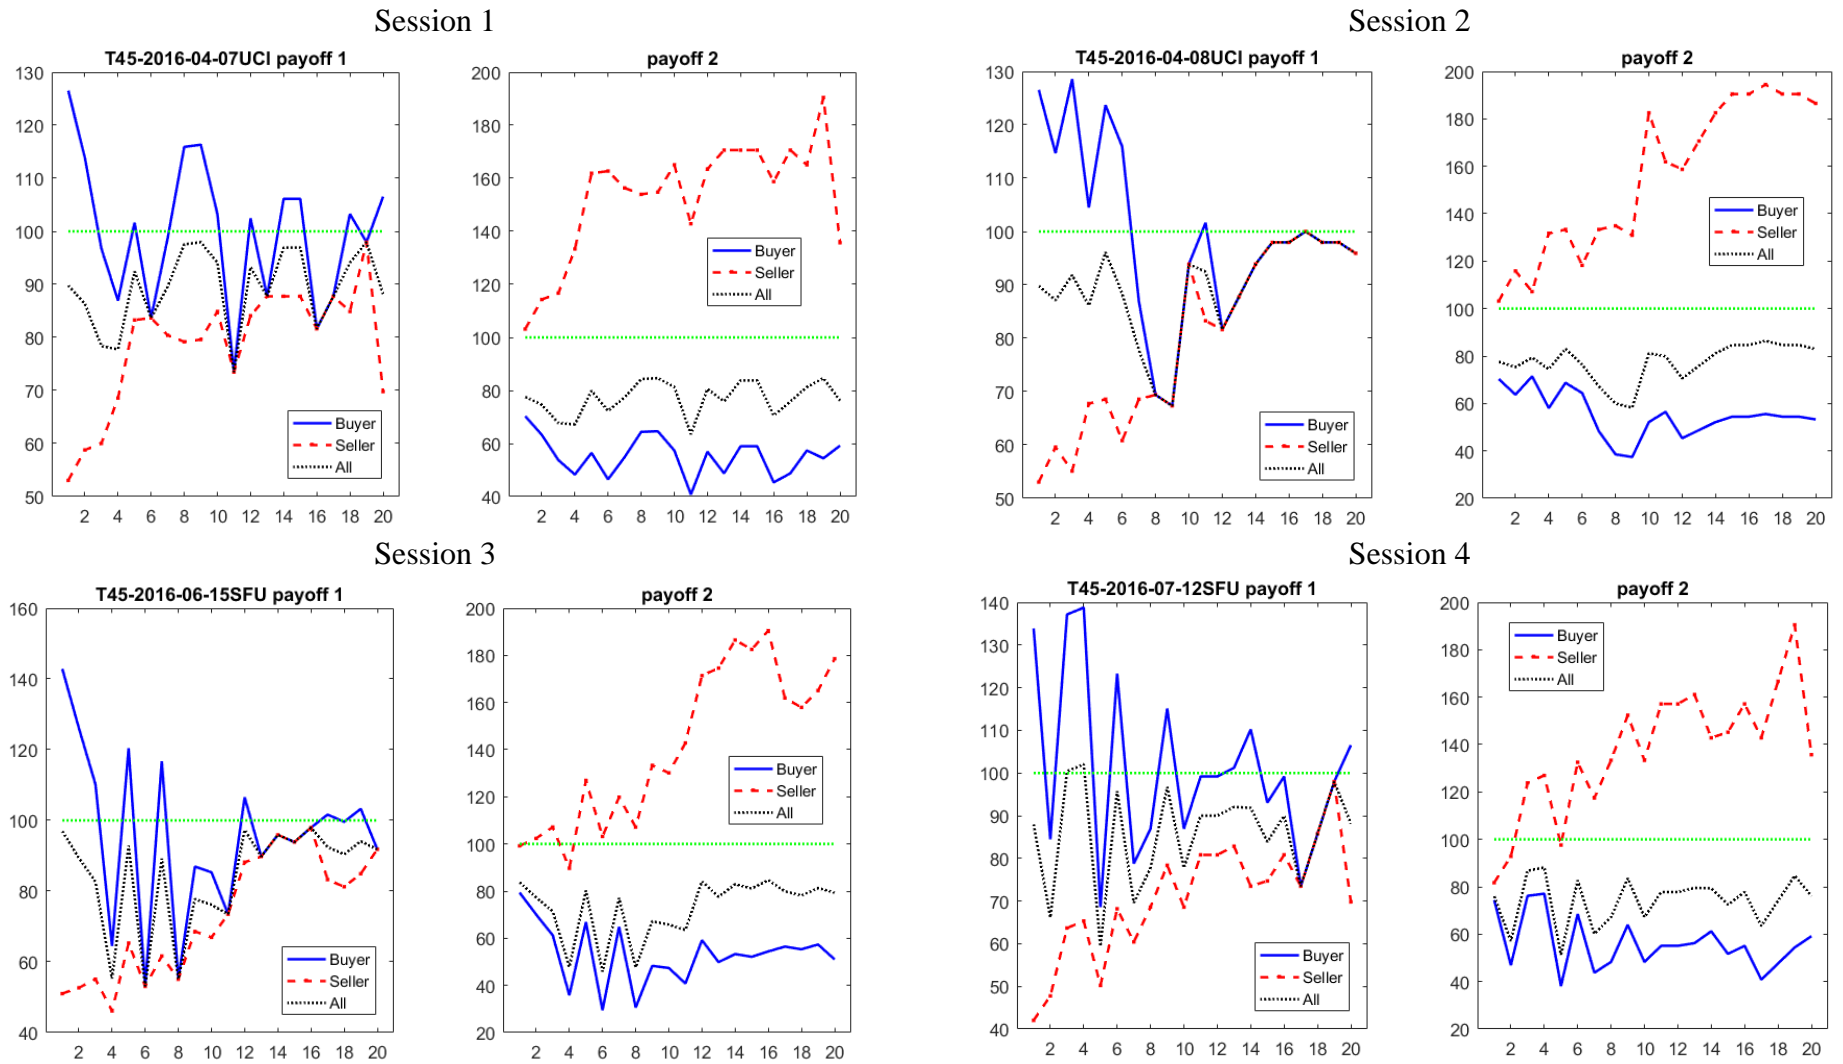 Session 1
T45-2016-04-07UCI payoff 1
130
120
110
100
90
80
70
60
50
2 4 6 8 10 12 14 16 18 20
Buyer
Seller
All
payoff 2
200
180
160
140
120
100
80
60
40
2 4 6 8 10 12 14 16 18 20
Buyer
Seller
All
Session 2
T45-2016-04-08UCI payoff 1
130
120
110
100
90
80
70
60
50
2 4 6 8 10 12 14 16 18 20
Buyer
Seller
All
payoff 2
200
180
160
140
120
100
80
60
40
20
2 4 6 8 10 12 14 16 18 20
Buyer
Seller
All
Session 3
T45-2016-06-15SFU payoff 1
160
140
120
100
80
60
40
2 4 6 8 10 12 14 16 18 20
Buyer
Seller
All
payoff 2
200
180
160
140
120
100
80
60
40
20
2 4 6 8 10 12 14 16 18 20
Buyer
Seller
All
Session 4
T45-2016-07-12SFU payoff 1
140
130
120
110
100
90
80
70
60
50
40
2 4 6 8 10 12 14 16 18 20
Buyer
Seller
All
payoff 2
200
180
160
140
120
100
80
60
40
20
2 4 6 8 10 12 14 16 18 20
Buyer
Seller
All